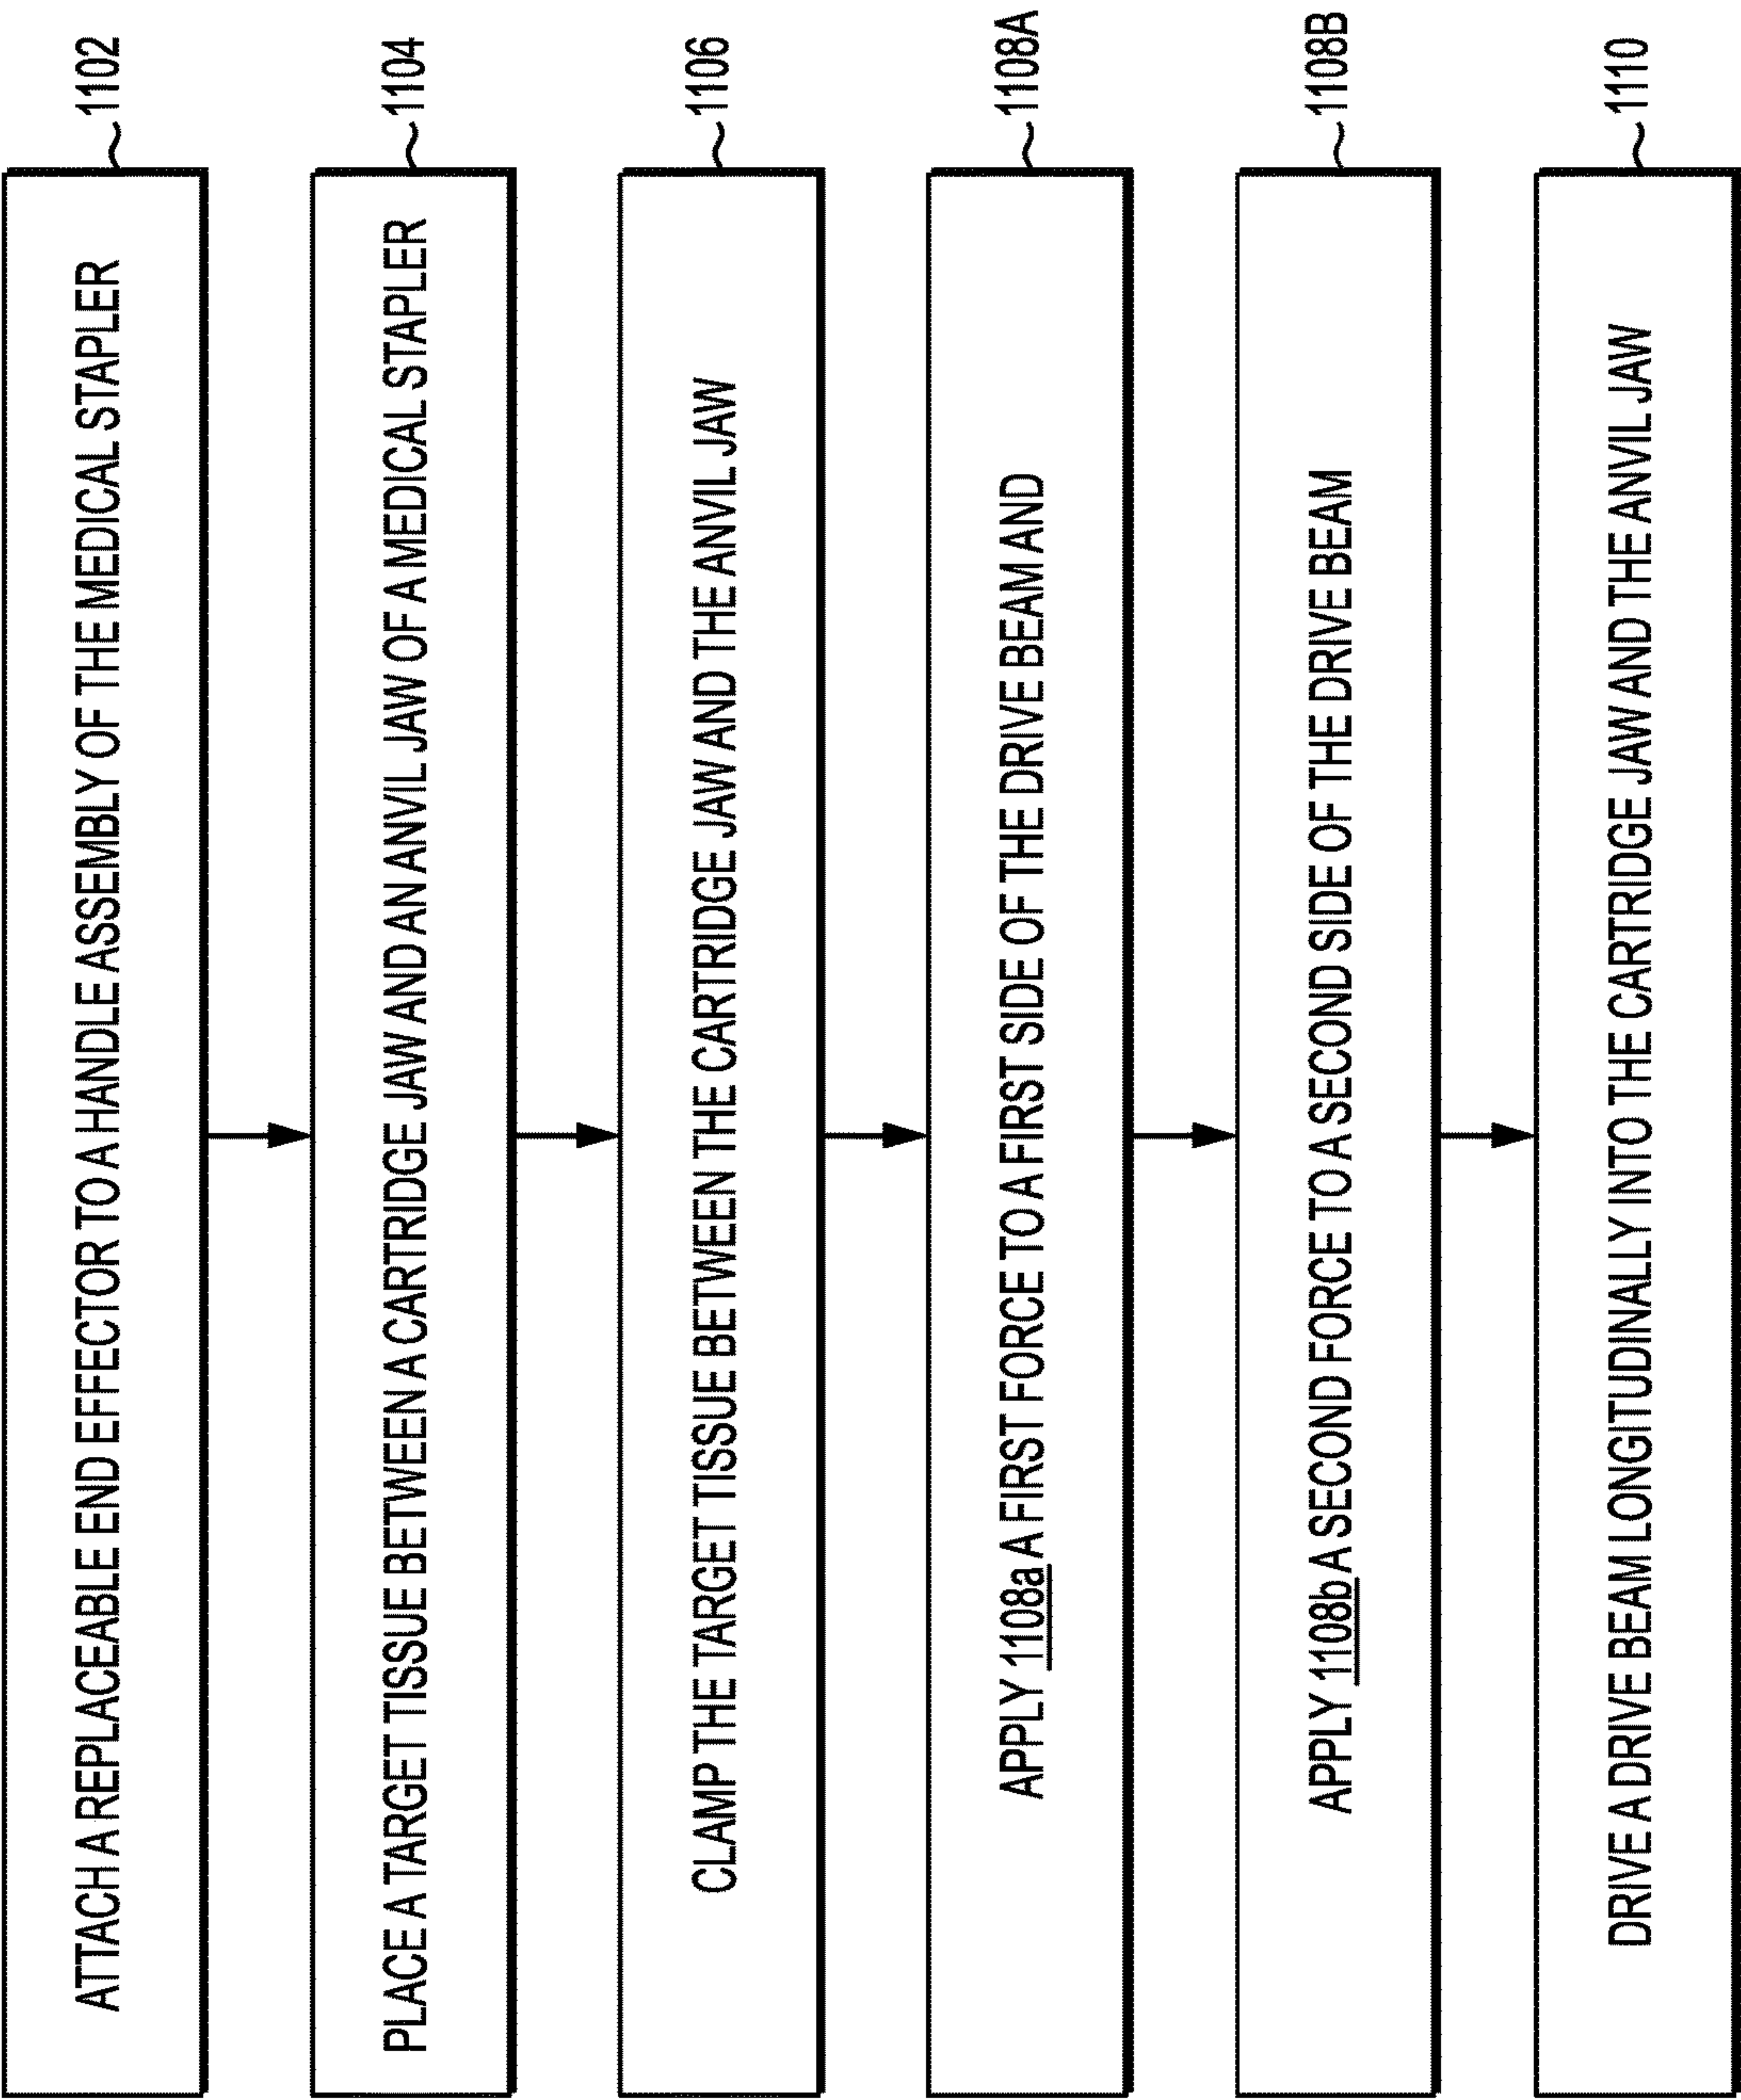 ATTACH A REPLACEABLE END EFFECTOR TO A HANDLE ASSEMBLY OF THE MEDICAL STAPLER
1102
PLACE A TARGET TISSUE BETWEEN A CARTRIDGE JAW AND AN ANVIL JAW OF A MEDICAL STAPLER
1104
CLAMP THE TARGET TISSUE BETWEEN THE CARTRIDGE JAW AND THE ANVIL JAW
1106
APPLY 1108a A FIRST FORCE TO A FIRST SIDE OF THE DRIVE BEAM AND
1108A
APPLY 1108b A SECOND FORCE TO A SECOND SIDE OF THE DRIVE BEAM
1108B
DRIVE A DRIVE BEAM LONGITUDINALLY INTO THE CARTRIDGE JAW AND THE ANVIL JAW
1110